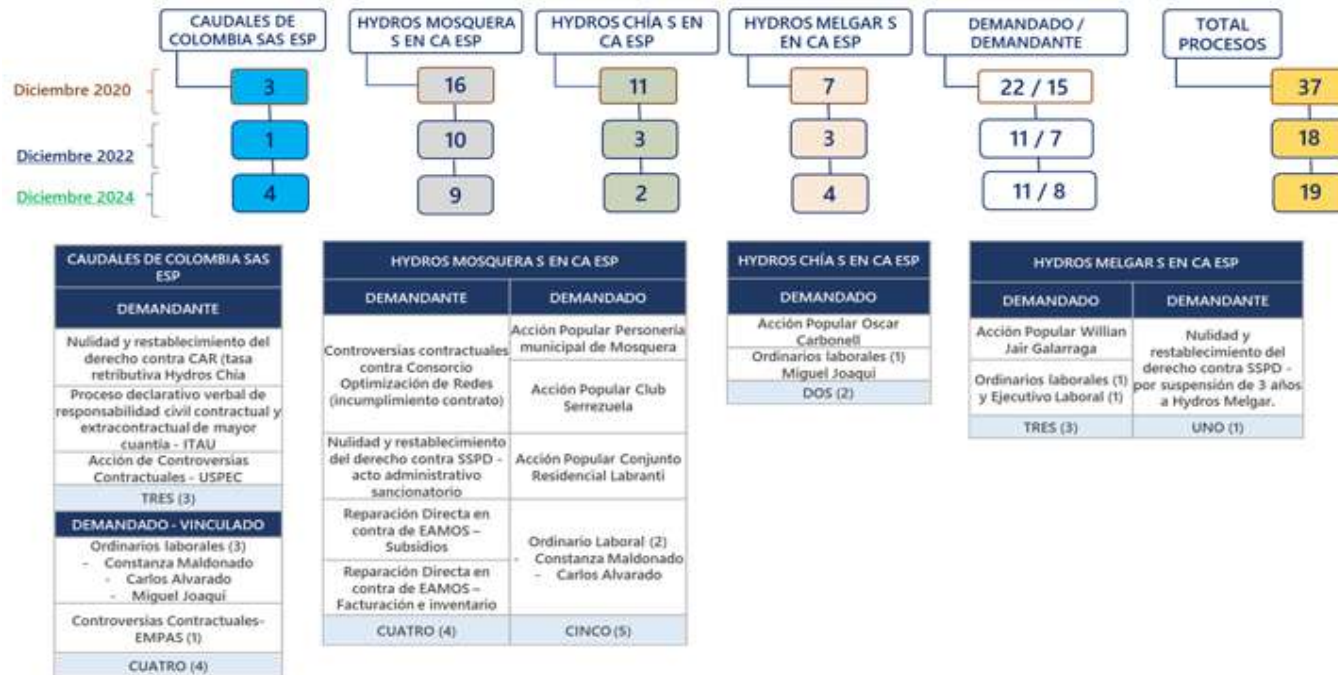 CAUDALES DE
COLOMBIA SAS ESP
HYDROS MOSQUERA
S EN CA ESP
HYDROS CHÍA S EN
CA ESP
HYDROS MELGAR S
EN CA ESP
DEMANDADO /
DEMANDANTE
TOTAL
PROCESOS
Diciembre 2020
3
16
11
7
22 / 15
37
Diciembre 2022
1
10
3
3
11 / 7
18
Diciembre 2024
4
9
2
4
11 / 8
19
CAUDALES DE COLOMBIA SAS
ESP
DEMANDANTE
Nulidad y restablecimiento del
derecho contra CAR (tasa
retributiva Hydros Chía
Proceso declarativo verbal de
responsabilidad civil contractual y
extracontractual de mayor
cuantía - ITAU
Acción de Controversias
Contractuales - USPEC
TRES (3)
DEMANDADO - VINCULADO
Ordinarios laborales (3)
- Constanza Maldonado
- Carlos Alvarado
- Miguel Joaqui
Controversias Contractuales-
EMPAS (1)
CUATRO (4)
HYDROS MOSQUERA S EN CA ESP
DEMANDANTE
Controversias contractuales
contra Consorcio
Optimización de Redes
(incumplimiento contrato)
Nulidad y restablecimiento
del derecho contra SSPD -
acto administrativo
sancionatorio
Reparación Directa en
contra de EAMOS –
Subsidios
Reparación Directa en
contra de EAMOS –
Facturación e inventario
CUATRO (4)
DEMANDADO
Acción Popular Personería
municipal de Mosquera
Acción Popular Club
Serrezuela
Acción Popular Conjunto
Residencial Labranti
Ordinario Laboral (2)
- Constanza Maldonado
- Carlos Alvarado
CINCO (5)
HYDROS CHÍA S EN CA ESP
DEMANDADO
Acción Popular Oscar
Carbonell
Ordinarios laborales (1)
Miguel Joaqui
DOS (2)
HYDROS MELGAR S EN CA ESP
DEMANDADO
Acción Popular Willian
Jair Galarraga
Ordinarios laborales (1)
y Ejecutivo Laboral (1)
TRES (3)
DEMANDANTE
Nulidad y
restablecimiento del
derecho contra SSPD -
por suspensión de 3 años
a Hydros Melgar.
UNO (1)